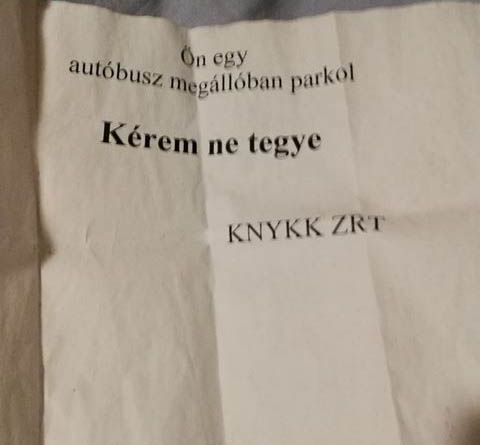 Ön egy
autóbusz megállóban parkol
Kérem ne tegye
KNYKK ZRT